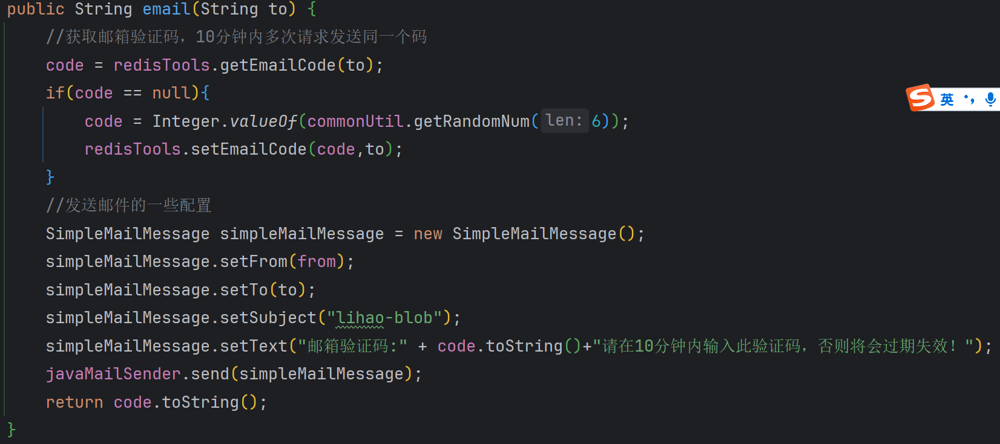 public String email(String to) {
//获取邮箱验证码，10分钟内多次请求发送同一个码
code = redisTools.getEmailCode(to);
if(code == null){
code = Integer.valueOf(commonUtil.getRandomNum( len: 6));
redisTools.setEmailCode(code,to);
}
//发送邮件的一些配置
SimpleMailMessage simpleMailMessage = new SimpleMailMessage();
simpleMailMessage.setFrom(from);
simpleMailMessage.setTo(to);
simpleMailMessage.setSubject("lihao-blob");
simpleMailMessage.setText("邮箱验证码:" + code.toString()+"请在10分钟内输入此验证码，否则将会过期失效！");
javaMailSender.send(simpleMailMessage);
return code.toString();
}
S 英